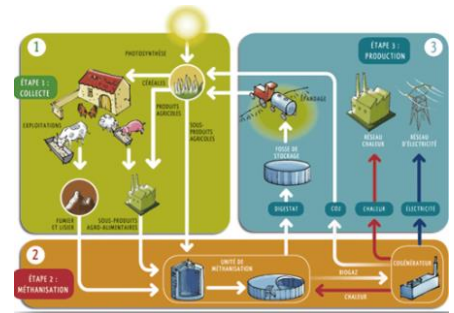 1
3
ÉTAPE 1 :
COLLECTE
PHOTOSYNTHÈSE
CÉRÉALES
PRODUITS
AGRICOLES
SOUS-
PRODUITS
AGRICOLES
EXPLOITATIONS
FUMIER
ET LISIER
SOUS-PRODUITS
AGRO-ALIMENTAIRES
ÉTAPE 3 :
PRODUCTION
ÉPANDAGE
RÉSEAU
CHALEUR
RÉSEAU
D'ÉLECTRICITÉ
FOSSE DE
STOCKAGE
DIGESTAT
CO2
CHALEUR
ÉLECTRICITÉ
2
ÉTAPE 2 :
MÉTHANISATION
UNITÉ DE
MÉTHANISATION
BIOGAZ
CHALEUR
COGÉNÉRATEUR